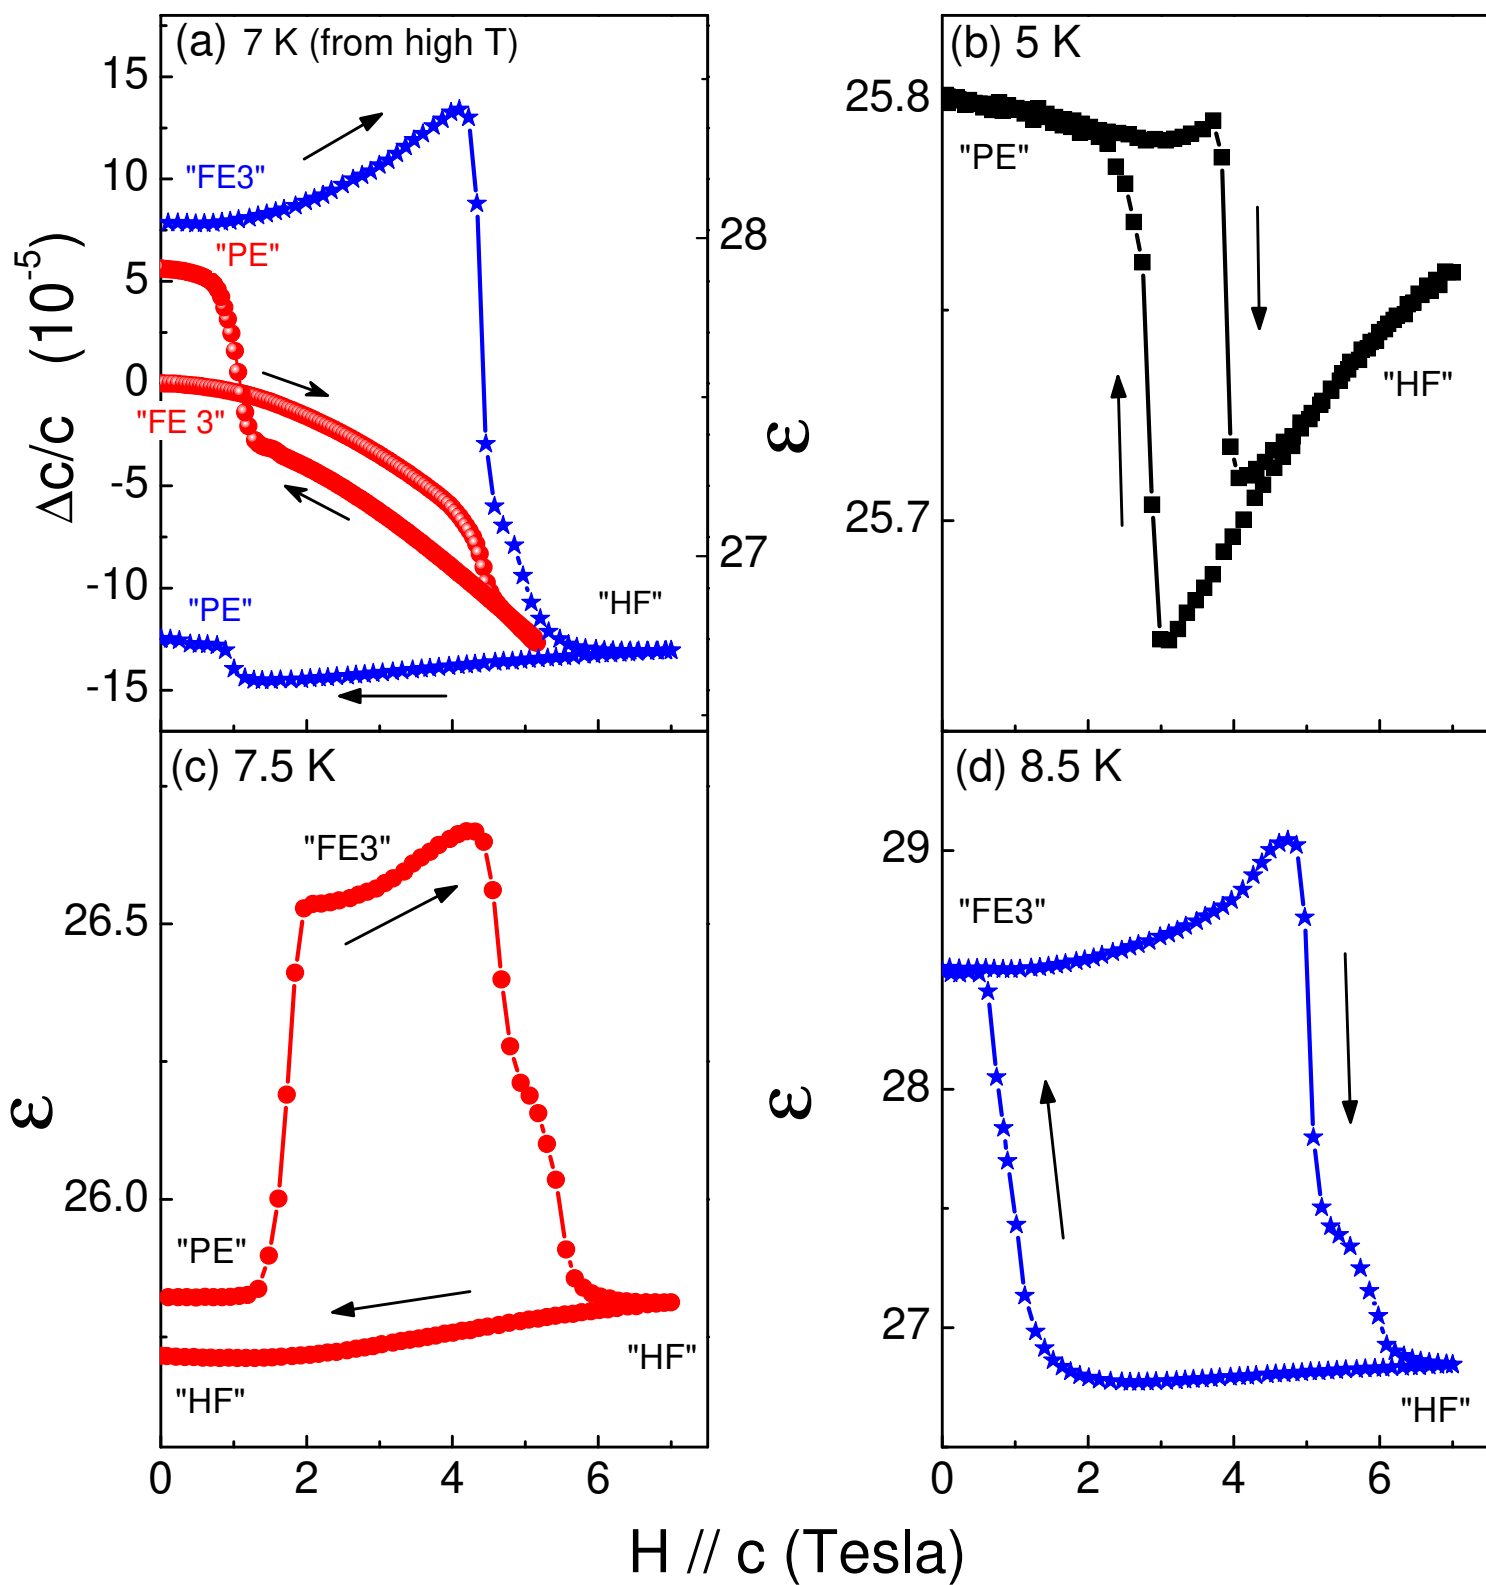 (a) 7 K (from high T)
15
10
5
0
-5
-10
-15
Δc/c (10⁻⁵)
"FE3"
"PE"
"FE 3"
"PE"
"HF"
28
27
ε
(b) 5 K
25.8
25.7
"PE"
"HF"
(c) 7.5 K
26.5
26.0
ε
"FE3"
"PE"
"HF"
"HF"
0 2 4 6
(d) 8.5 K
29
28
27
ε
"FE3"
"HF"
0 2 4 6
H // c (Tesla)